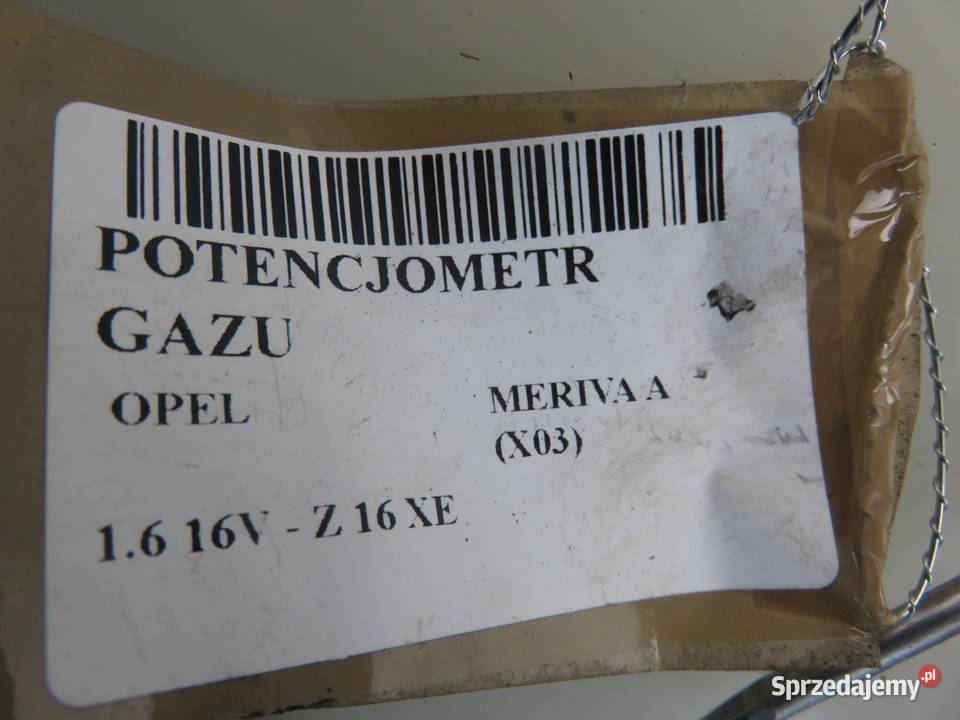 POTENCJOMETR
GAZU
OPEL
MERIVA A
(X03)
1.6 16V - Z 16 XE
Sprzedajemy.pl